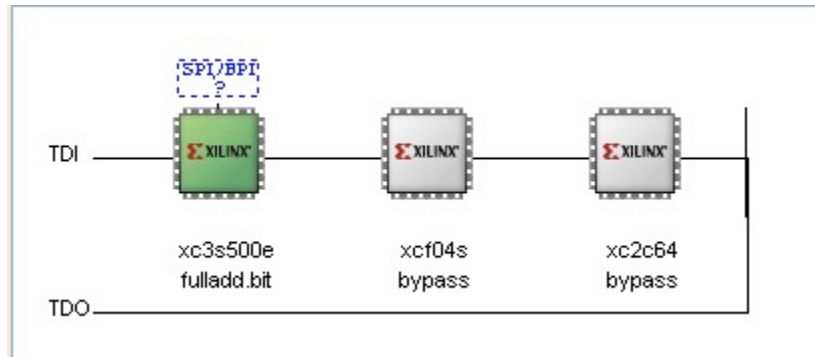 SPI/BPI
?
TDI
XILINX®
XILINX®
XILINX®
xc3s500e
xcf04s
xc2c64
fulladd.bit
bypass
bypass
TDO